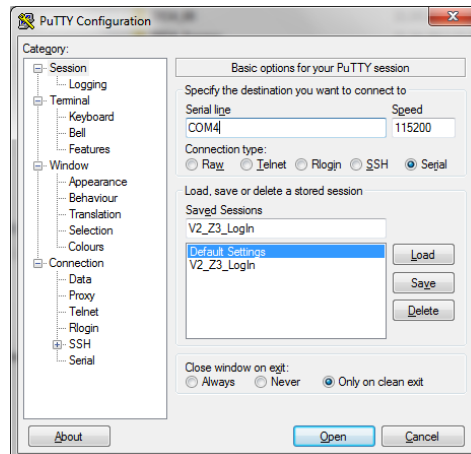 PuTTY Configuration
Category:
Session
Logging
Terminal
Keyboard
Bell
Features
Window
Appearance
Behaviour
Translation
Selection
Colours
Connection
Data
Proxy
Telnet
Rlogin
SSH
Serial
Basic options for your PuTTY session
Specify the destination you want to connect to
Serial line Speed
COM4 115200
Connection type:
Raw Telnet Rlogin SSH Serial
Load, save or delete a stored session
Saved Sessions
V2_Z3_LogIn
Default Settings
V2_Z3_LogIn
Load
Save
Delete
Close window on exit:
Always Never Only on clean exit
About Open Cancel